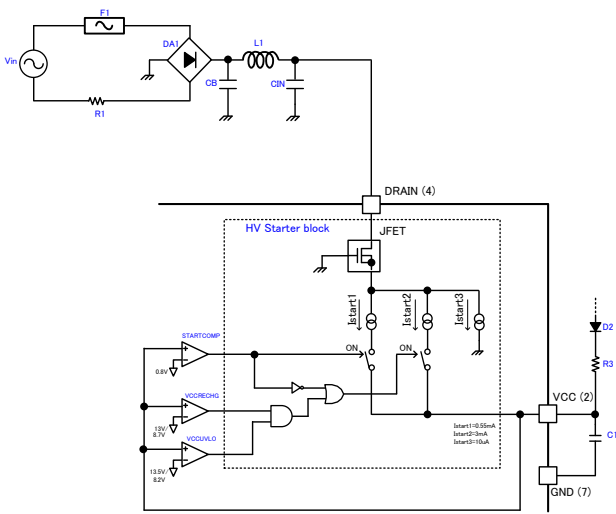 F1
DA1
L1
Vin
CB
CIN
R1
DRAIN (4)
HV Starter block
JFET
Istart1
Istart2
Istart3
STARTCOMP
ON
ON
0.8V
D2
R3
VCCRECHG
13V/
8.7V
VCC (2)
VCCUVLO
Istart1=0.55mA
Istart2=3mA
Istart3=10uA
C1
13.5V/
8.2V
GND (7)